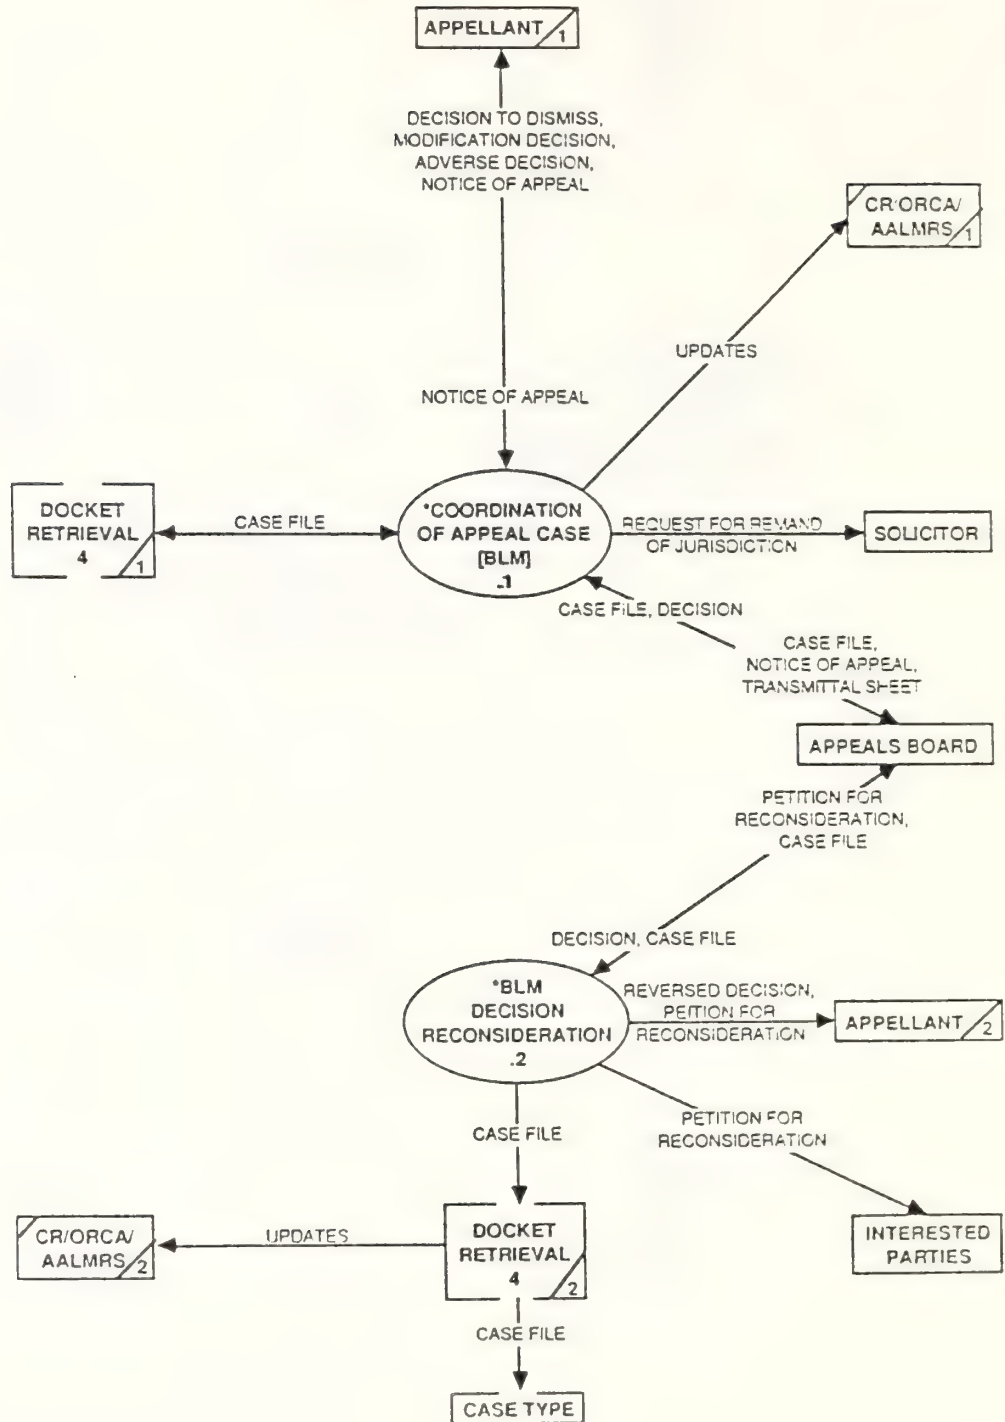 APPELLANT 1
DECISION TO DISMISS,
MODIFICATION DECISION,
ADVERSE DECISION,
NOTICE OF APPEAL
CR/ORCA/
AALMRS 1
UPDATES
NOTICE OF APPEAL
DOCKET
RETRIEVAL
4
1
CASE FILE
*COORDINATION
OF APPEAL CASE
[BLM]
.1
REQUEST FOR REMAND
OF JURISDICTION
SOLICITOR
CASE FILE, DECISION
CASE FILE,
NOTICE OF APPEAL,
TRANSMITTAL SHEET
APPEALS BOARD
PETITION FOR
RECONSIDERATION,
CASE FILE
DECISION, CASE FILE
*BLM
DECISION
RECONSIDERATION
.2
REVERSED DECISION,
PETITION FOR
RECONSIDERATION
APPELLANT 2
PETITION FOR
RECONSIDERATION
CASE FILE
CR/ORCA/
AALMRS 2
UPDATES
DOCKET
RETRIEVAL
4
2
INTERESTED
PARTIES
CASE FILE
CASE TYPE